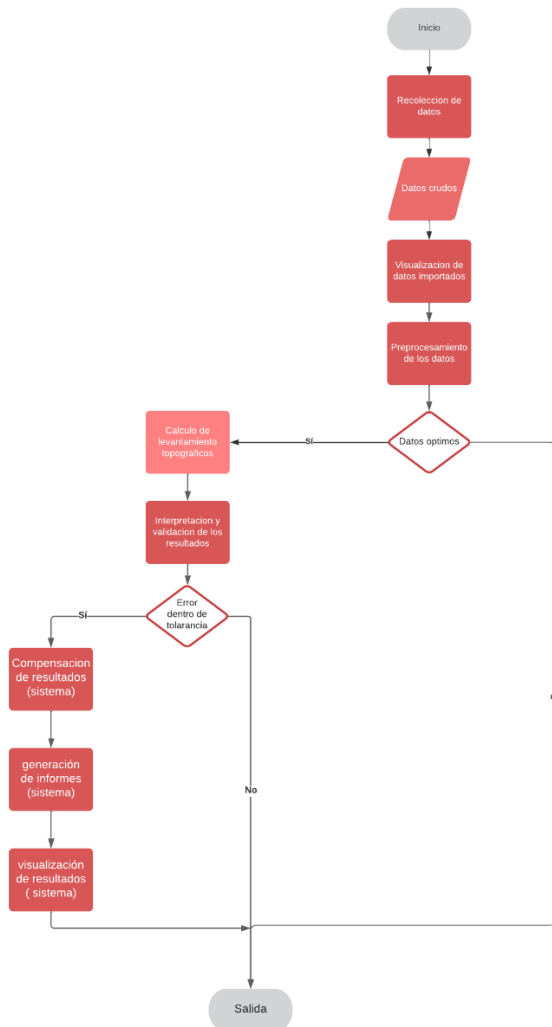 Inicio
Recoleccion de
datos
Datos crudos
Visualizacion de
datos importados
Preprocesamiento
de los datos
Datos optimos
Sí
Calculo de
levantamiento
topograficos
Interpretacion y
validacion de los
resultados
Error
dentro de
tolarancia
Sí
Compensacion
de resultados
(sistema)
generación
de informes
(sistema)
No
visualización
de resultados
( sistema)
Salida